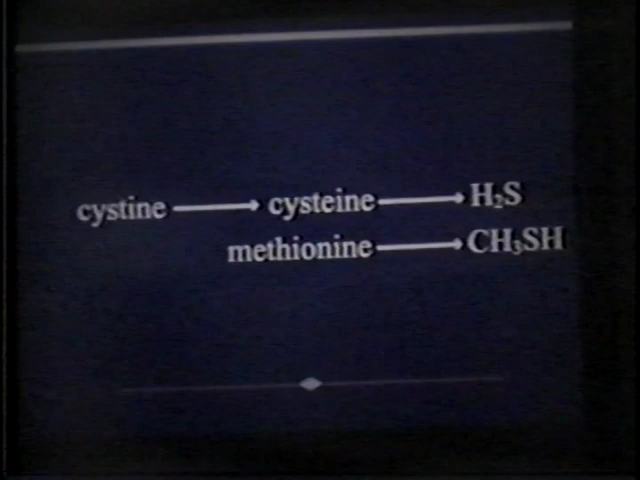 cystine → cysteine → H₂S
methionine → CH₃SH